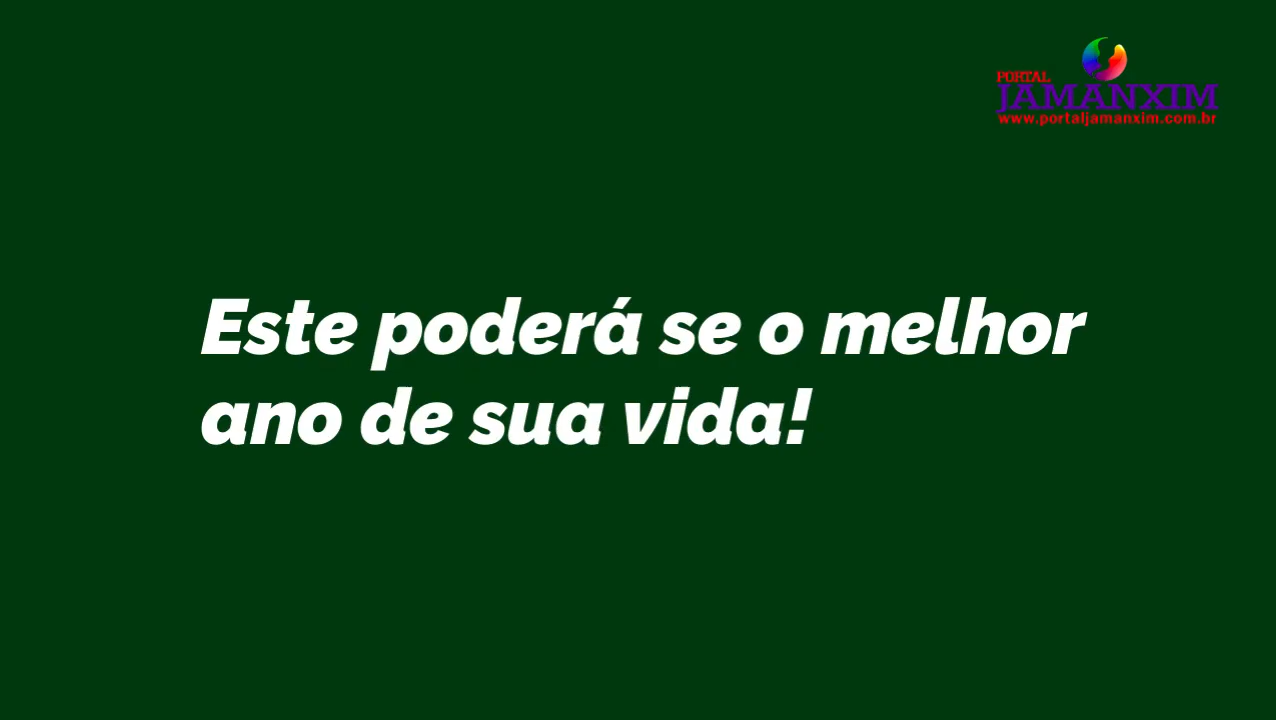 PORTAL
JAMANXIM
www.portaljamanxim.com.br
Este poderá se o melhor
ano de sua vida!